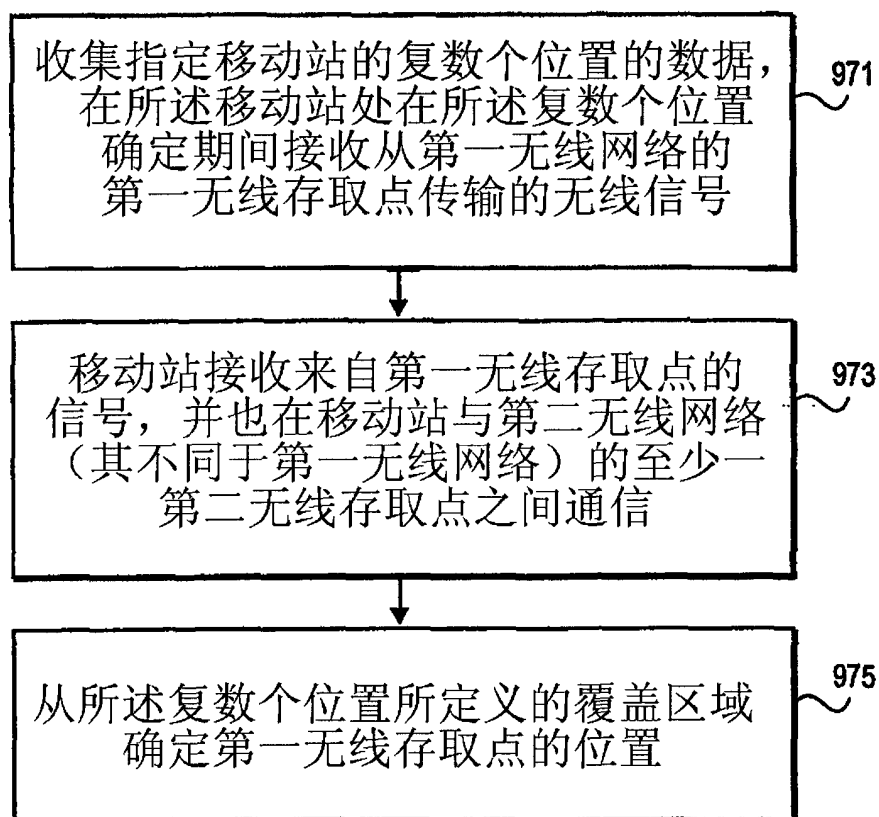 收集指定移动站的复数个位置的数据，
在所述移动站处在所述复数个位置
确定期间接收从第一无线网络的
第一无线存取点传输的无线信号
971
移动站接收来自第一无线存取点的
信号，并也在移动站与第二无线网络
（其不同于第一无线网络）的至少一
第二无线存取点之间通信
973
从所述复数个位置所定义的覆盖区域
确定第一无线存取点的位置
975